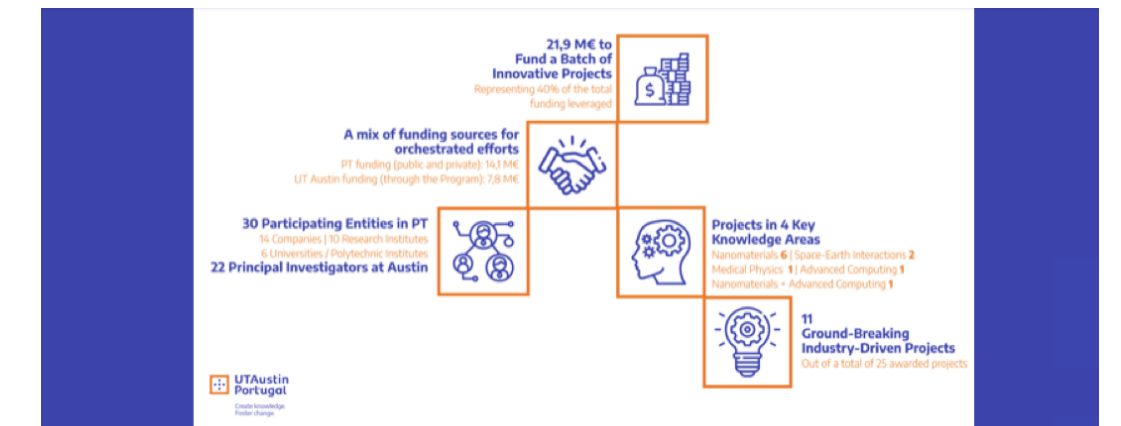 21,9 M€ to
Fund a Batch of
Innovative Projects
Representing 40% of the total
funding leveraged
$
A mix of funding sources for
orchestrated efforts
PT funding (public and private): 14,1 M€
UT Austin funding (through the Program): 7,8 M€
30 Participating Entities in PT
14 Companies | 10 Research Institutes
6 Universities / Polytechnic Institutes
22 Principal Investigators at Austin
Projects in 4 Key
Knowledge Areas
Nanomaterials 6 | Space-Earth Interactions 2
Medical Physics 1 | Advanced Computing 1
Nanomaterials + Advanced Computing 1
11
Ground-Breaking
Industry-Driven Projects
Out of a total of 25 awarded projects
UTAustin
Portugal
Create knowledge.
Foster change.